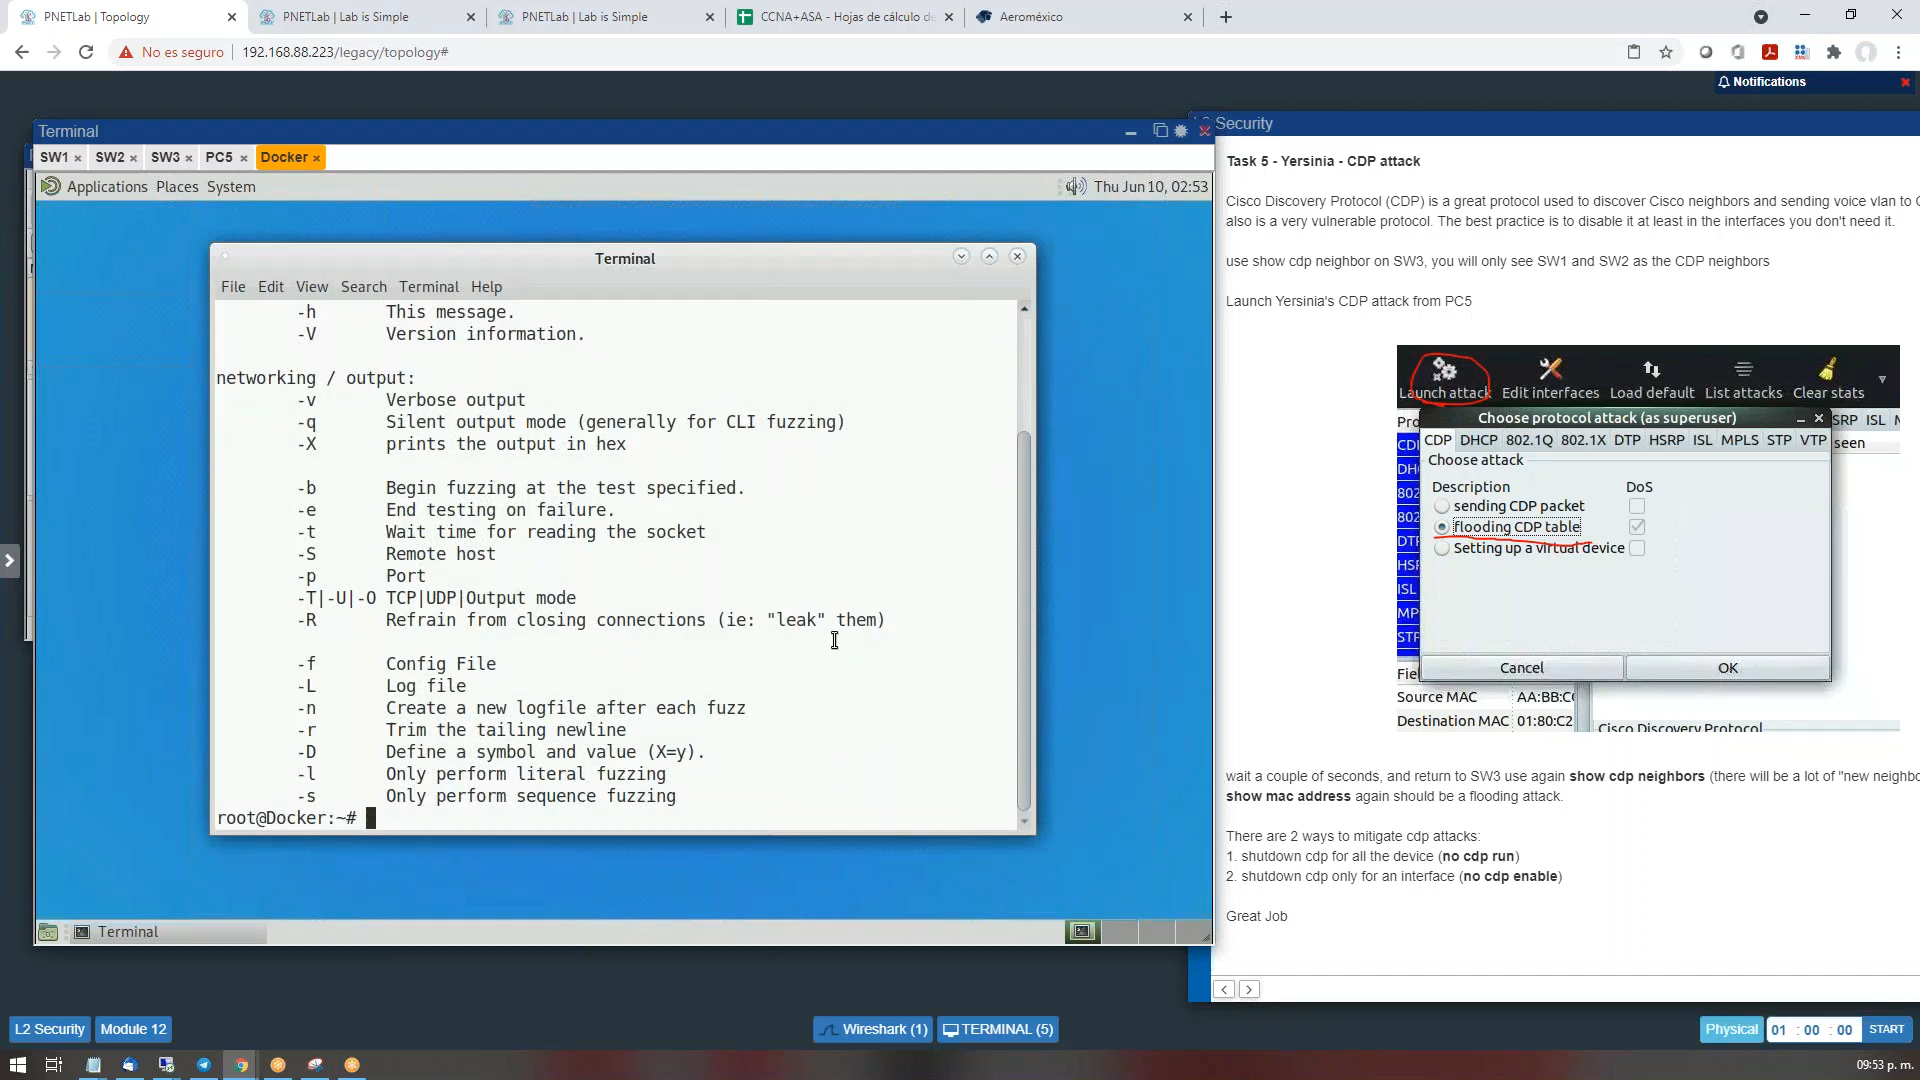 PNETLab | Topology
PNETLab | Lab is Simple
PNETLab | Lab is Simple
CCNA+ASA - Hojas de cálculo de
Aeroméxico
No es seguro
192.168.88.223/legacy/topology#
Notifications
Terminal
Security
SW1
SW2
SW3
PC5
Docker
Applications Places System
Thu Jun 10, 02:53
Terminal
File Edit View Search Terminal Help
-h This message.
-V Version information.
networking / output:
-v Verbose output
-q Silent output mode (generally for CLI fuzzing)
-X prints the output in hex
-b Begin fuzzing at the test specified.
-e End testing on failure.
-t Wait time for reading the socket
-S Remote host
-p Port
-T|-U|-O TCP|UDP|Output mode
-R Refrain from closing connections (ie: "leak" them)
-f Config File
-L Log file
-n Create a new logfile after each fuzz
-r Trim the tailing newline
-D Define a symbol and value (X=y).
-l Only perform literal fuzzing
-s Only perform sequence fuzzing
root@Docker:~#
Terminal
Task 5 - Yersinia - CDP attack
Cisco Discovery Protocol (CDP) is a great protocol used to discover Cisco neighbors and sending voice vlan to
also is a very vulnerable protocol. The best practice is to disable it at least in the interfaces you don't need it.
use show cdp neighbor on SW3, you will only see SW1 and SW2 as the CDP neighbors
Launch Yersinia's CDP attack from PC5
Launch attack Edit interfaces Load default List attacks Clear stats
Choose protocol attack (as superuser)
SRP ISL
CDP DHCP 802.1Q 802.1X DTP HSRP ISL MPLS STP VTP
seen
Choose attack
Description DoS
sending CDP packet
flooding CDP table
Setting up a virtual device
ISL
Cancel
OK
Source MAC AA:BB:C
Destination MAC 01:80:C2
Cisco Discovery Protocol
wait a couple of seconds, and return to SW3 use again show cdp neighbors (there will be a lot of "new neighbo
show mac address again should be a flooding attack.
There are 2 ways to mitigate cdp attacks:
1. shutdown cdp for all the device (no cdp run)
2. shutdown cdp only for an interface (no cdp enable)
Great Job
L2 Security
Module 12
Wireshark (1)
TERMINAL (5)
Physical
01 : 00 : 00
START
09:53 p. m.